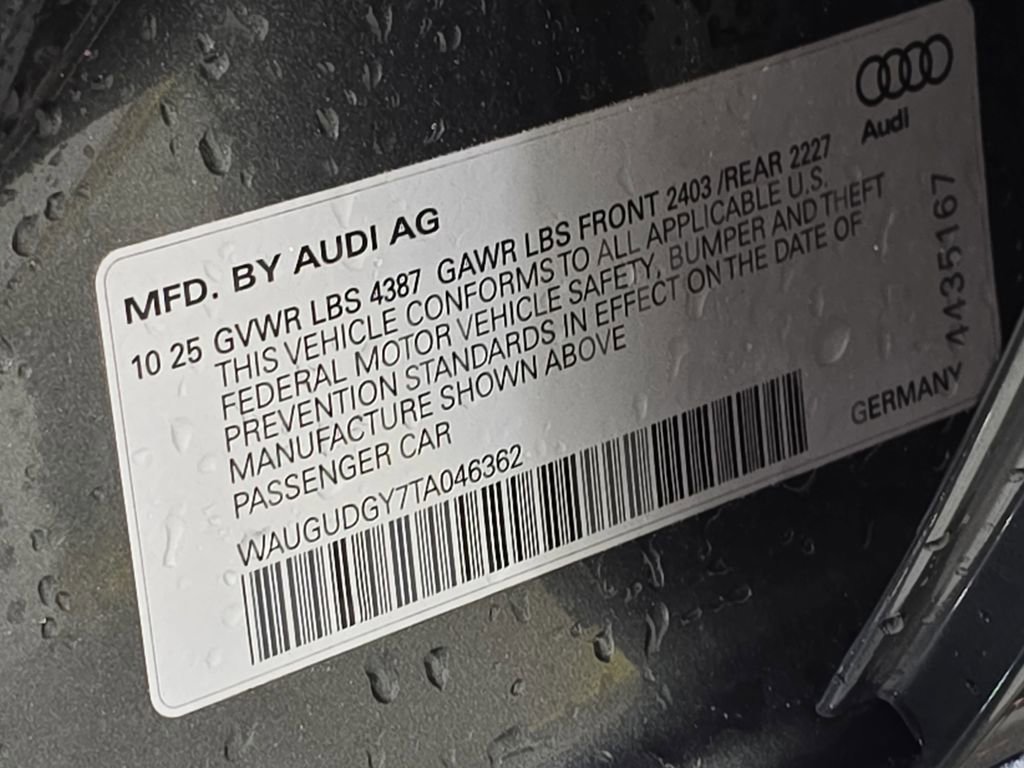 Audi
MFD. BY AUDI AG
10 25 GVWR LBS 4387 GAWR LBS FRONT 2403 /REAR 2227
THIS VEHICLE CONFORMS TO ALL APPLICABLE U.S.
FEDERAL MOTOR VEHICLE SAFETY, BUMPER AND THEFT
PREVENTION STANDARDS IN EFFECT ON THE DATE OF
MANUFACTURE SHOWN ABOVE
PASSENGER CAR
WAUGUDGY7TA046362
GERMANY
A435167